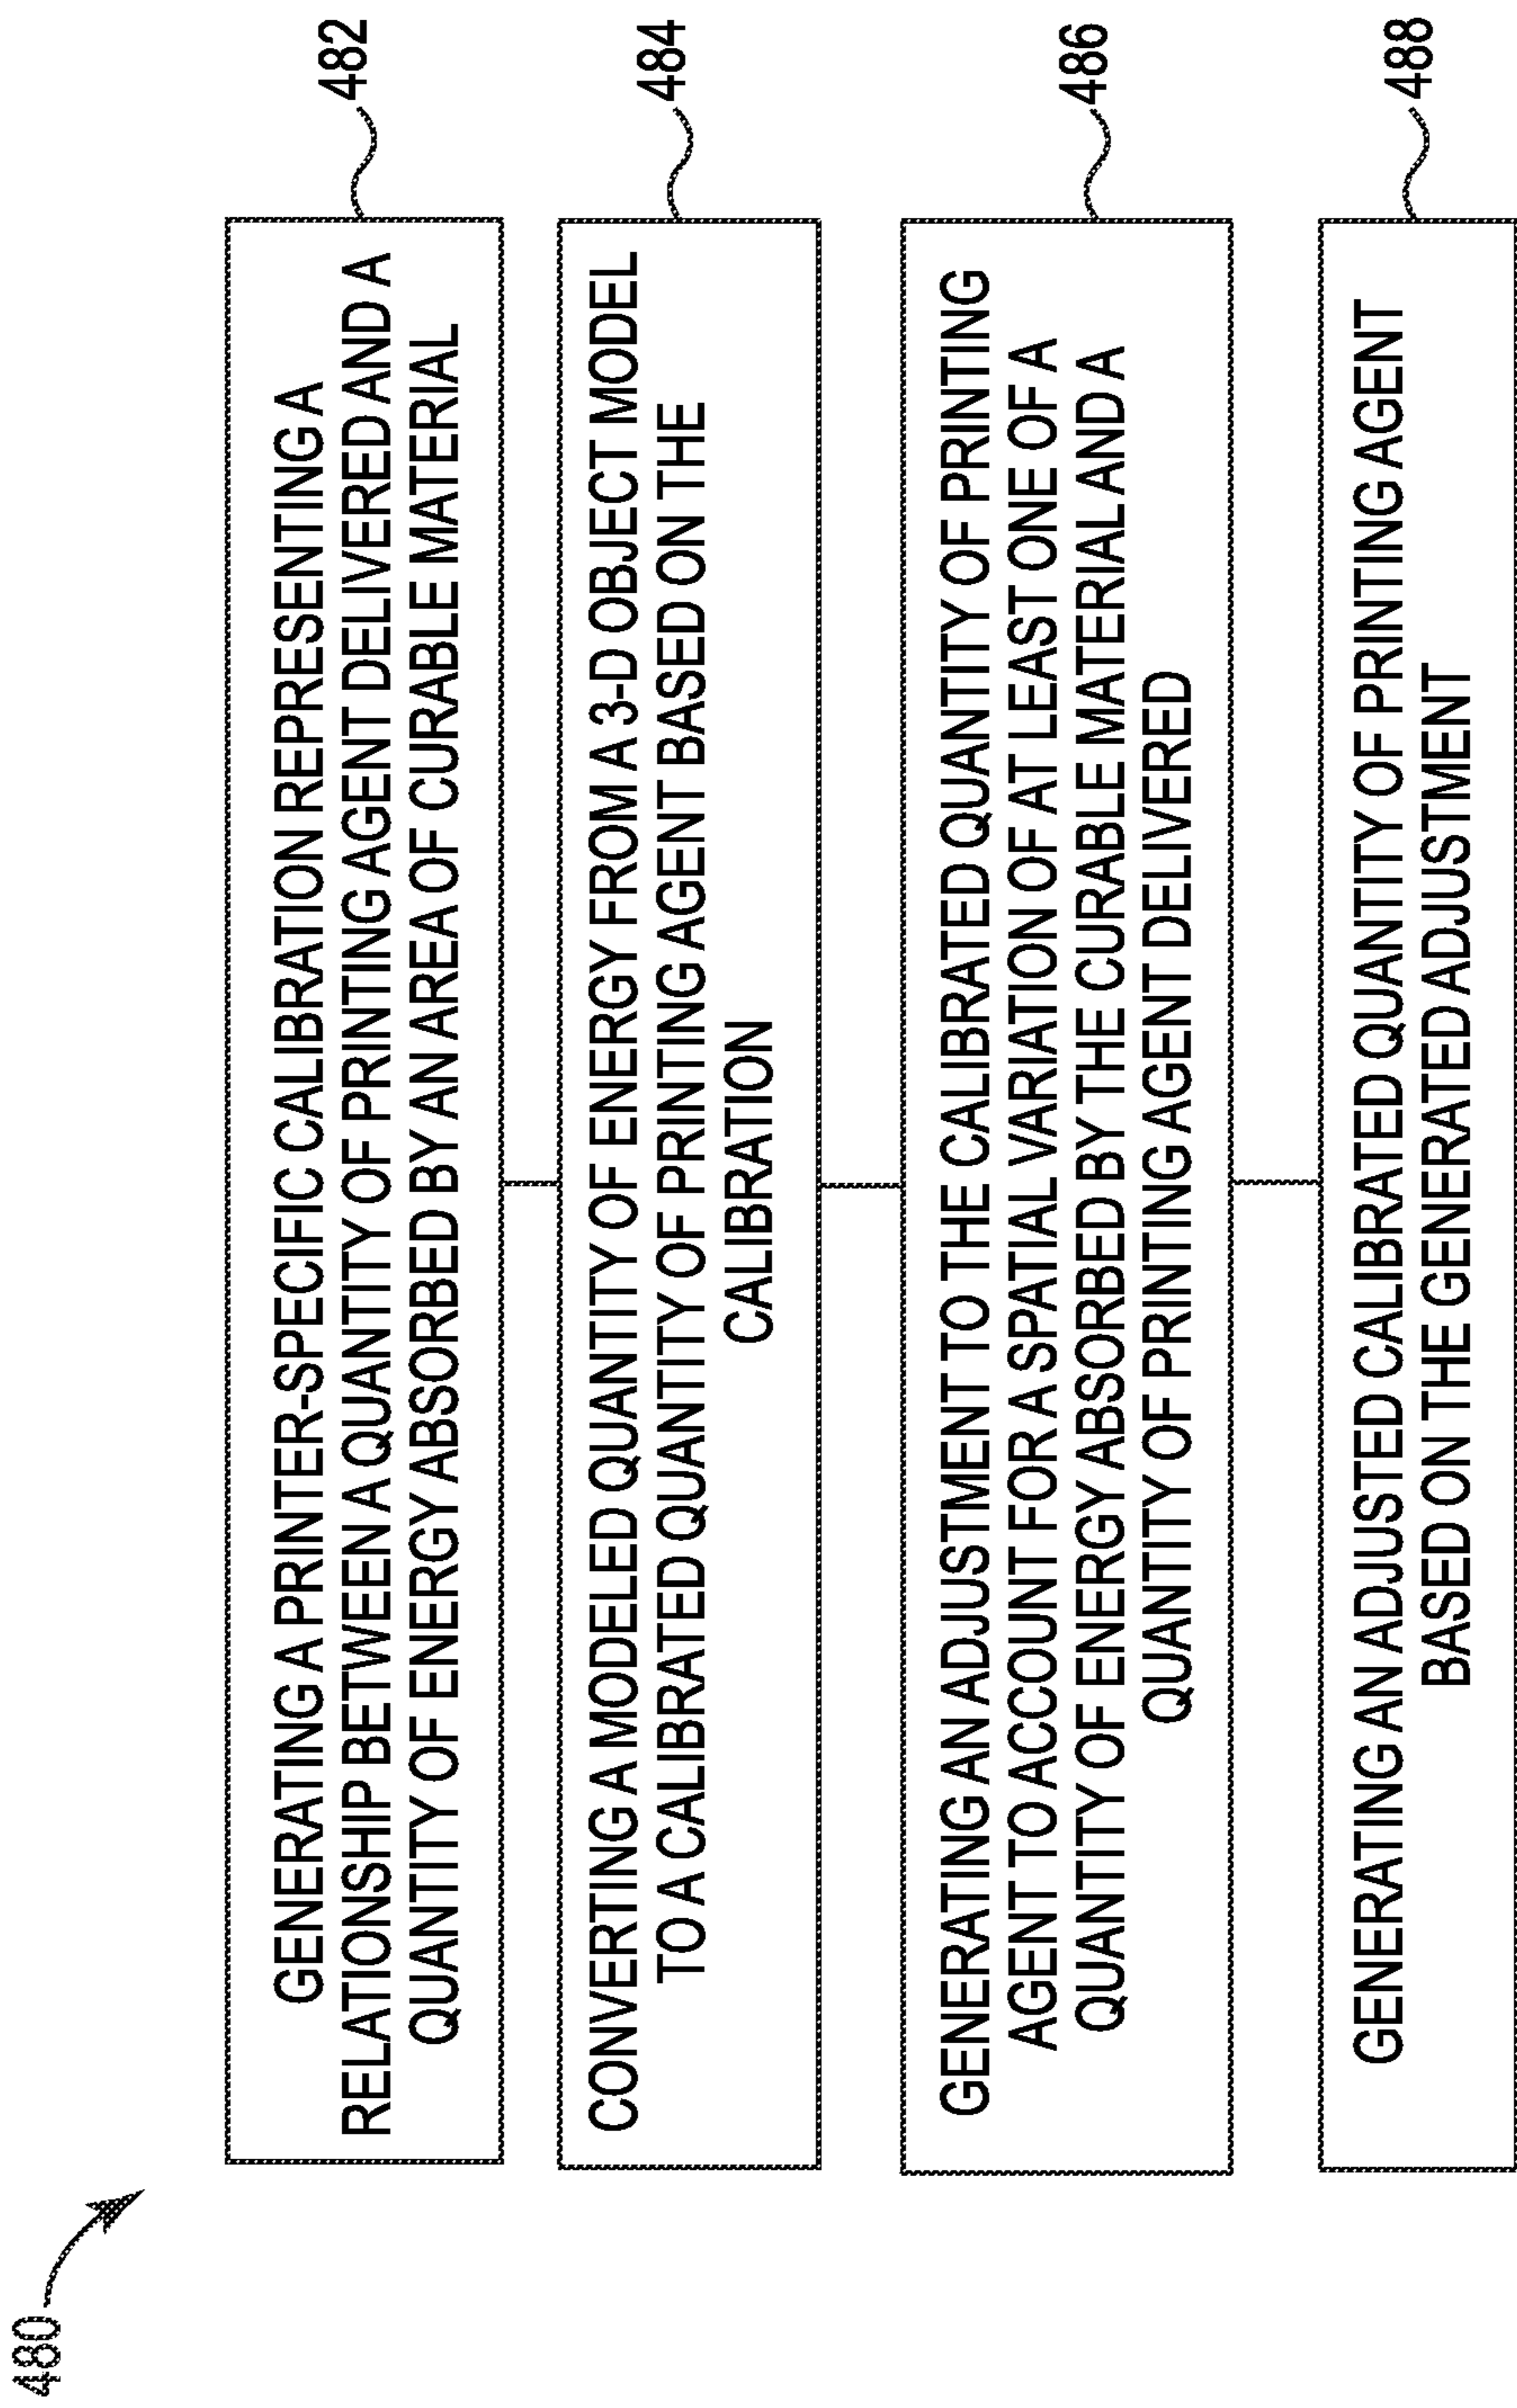 480
GENERATING A PRINTER-SPECIFIC CALIBRATION REPRESENTING A
RELATIONSHIP BETWEEN A QUANTITY OF PRINTING AGENT DELIVERED AND A
QUANTITY OF ENERGY ABSORBED BY AN AREA OF CURABLE MATERIAL
482
CONVERTING A MODELED QUANTITY OF ENERGY FROM A 3-D OBJECT MODEL
TO A CALIBRATED QUANTITY OF PRINTING AGENT BASED ON THE
CALIBRATION
484
GENERATING AN ADJUSTMENT TO THE CALIBRATED QUANTITY OF PRINTING
AGENT TO ACCOUNT FOR A SPATIAL VARIATION OF AT LEAST ONE OF A
QUANTITY OF ENERGY ABSORBED BY THE CURABLE MATERIAL AND A
QUANTITY OF PRINTING AGENT DELIVERED
486
GENERATING AN ADJUSTED CALIBRATED QUANTITY OF PRINTING AGENT
BASED ON THE GENERATED ADJUSTMENT
488